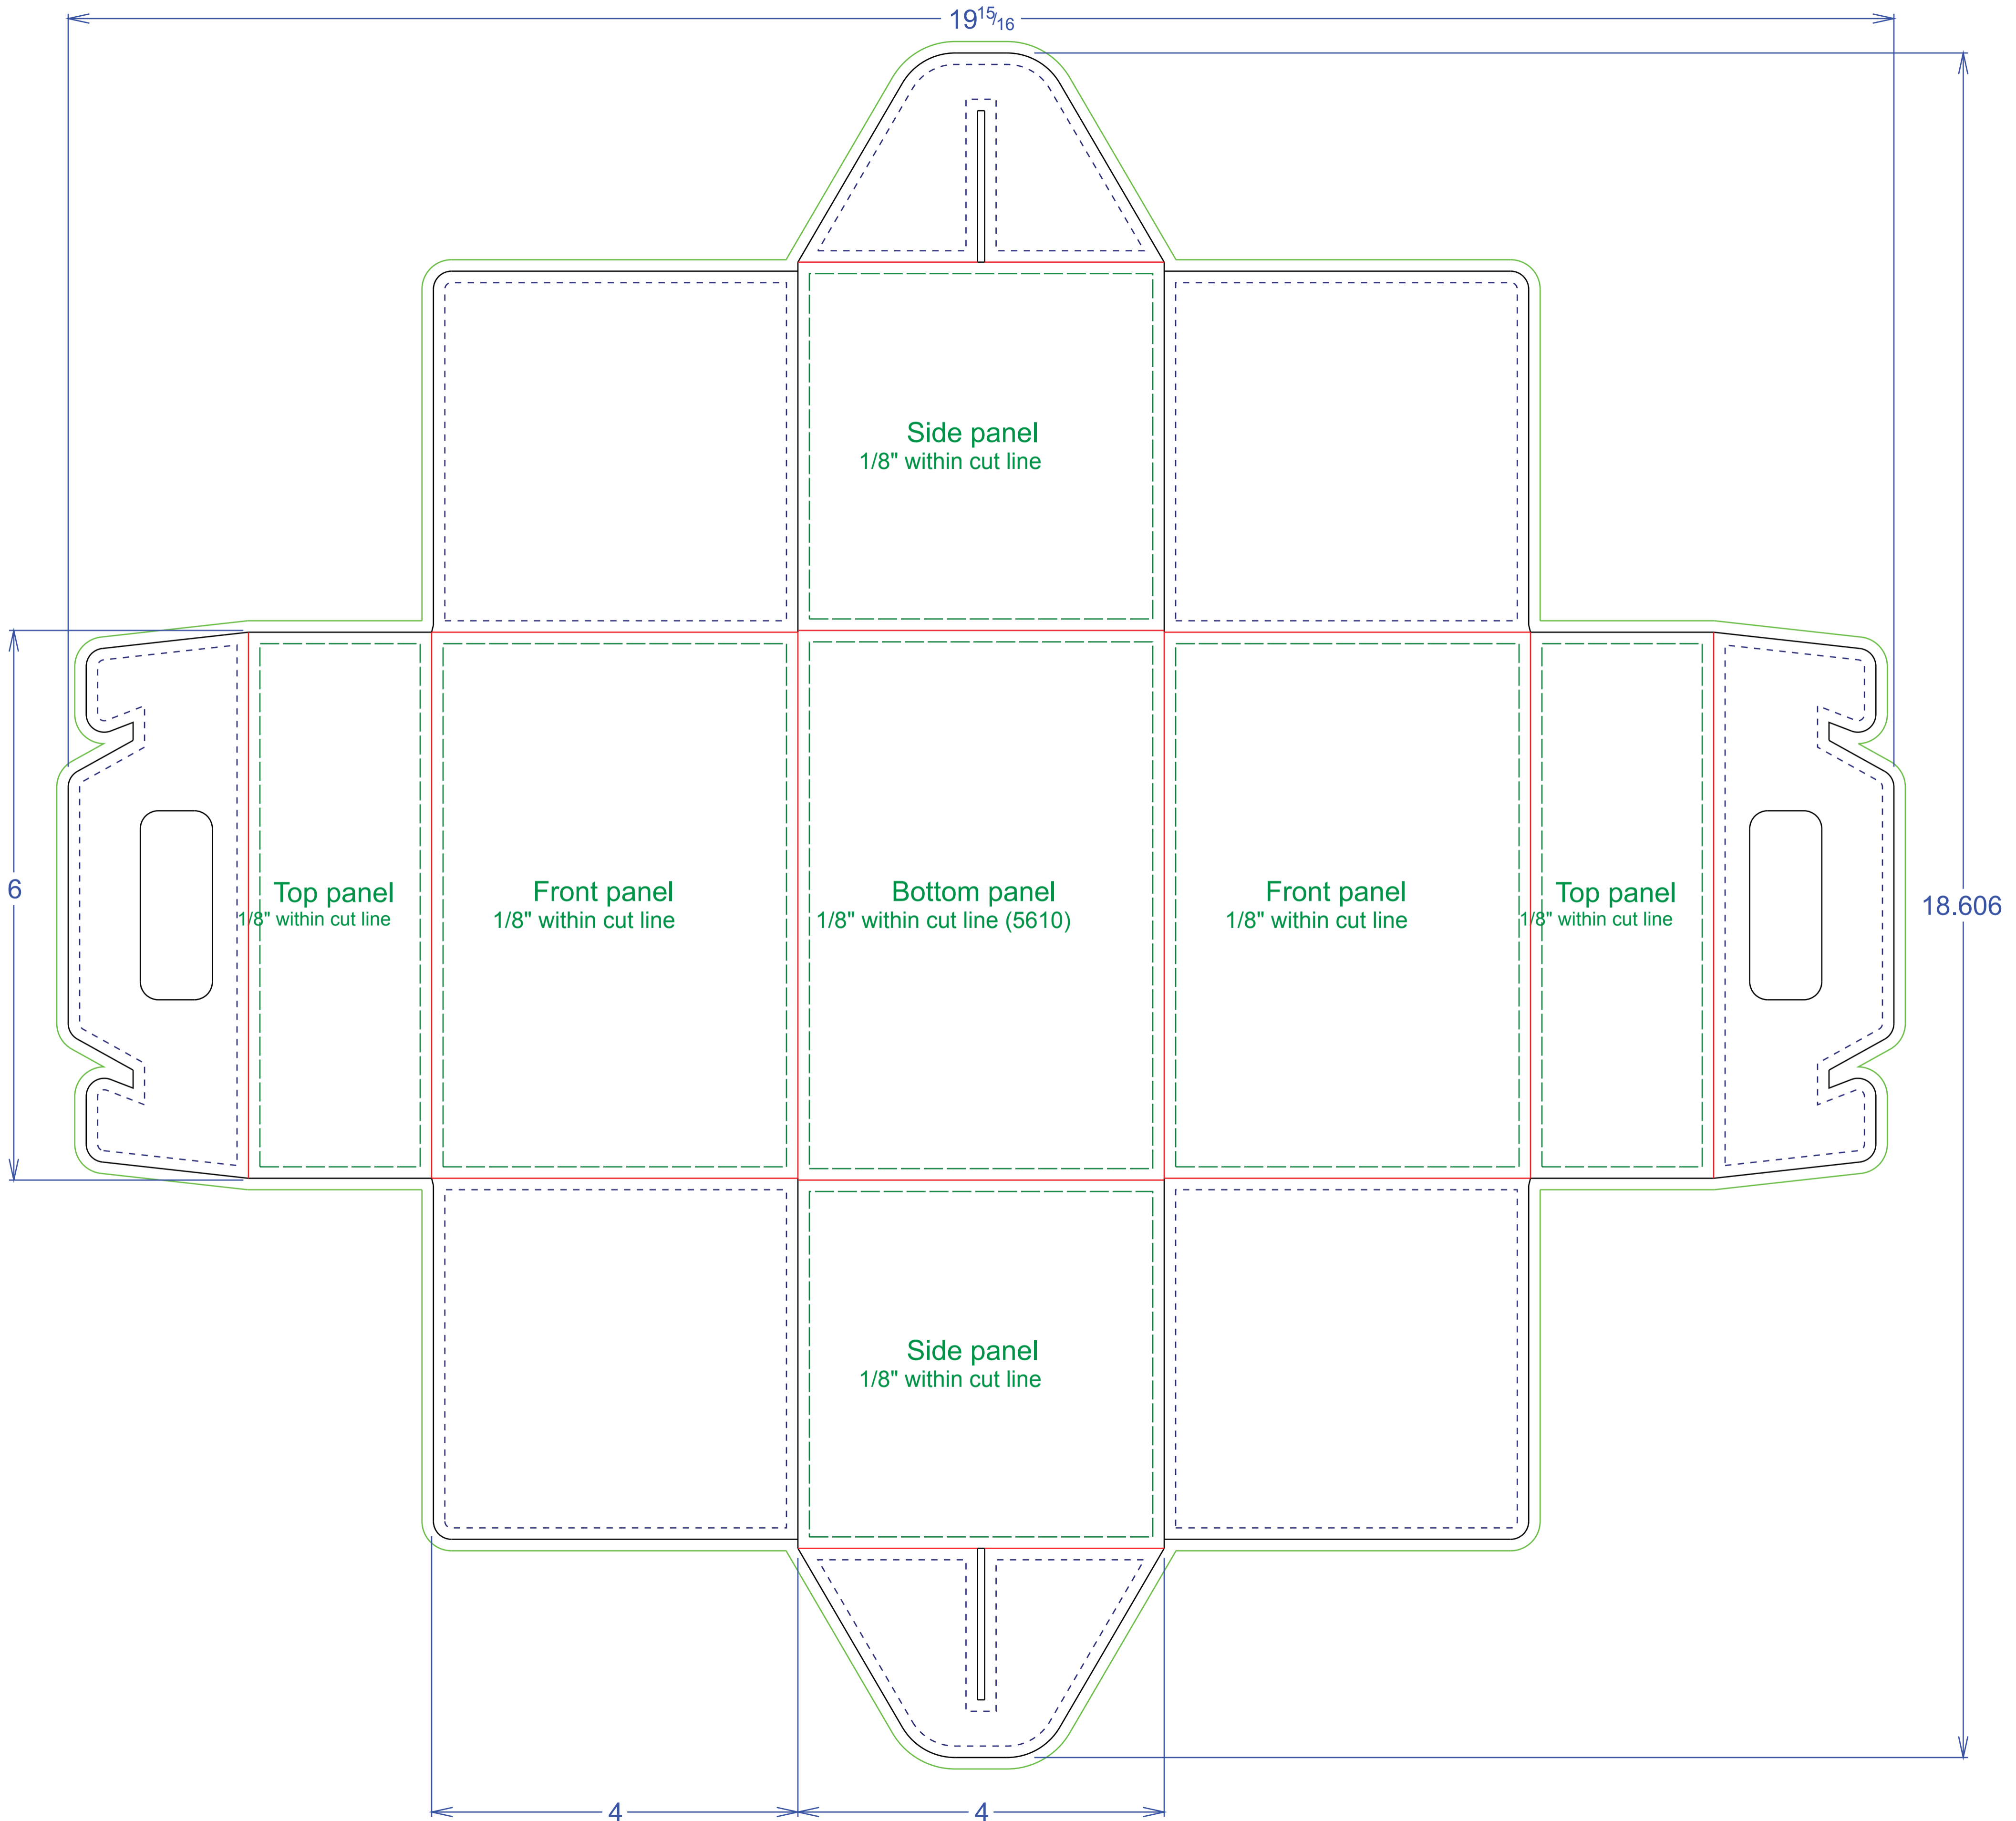 19 15/16
Side panel
1/8" within cut line
6
Top panel
1/8" within cut line
Front panel
1/8" within cut line
Bottom panel
1/8" within cut line (5610)
Front panel
1/8" within cut line
Top panel
1/8" within cut line
18.606
Side panel
1/8" within cut line
4
4